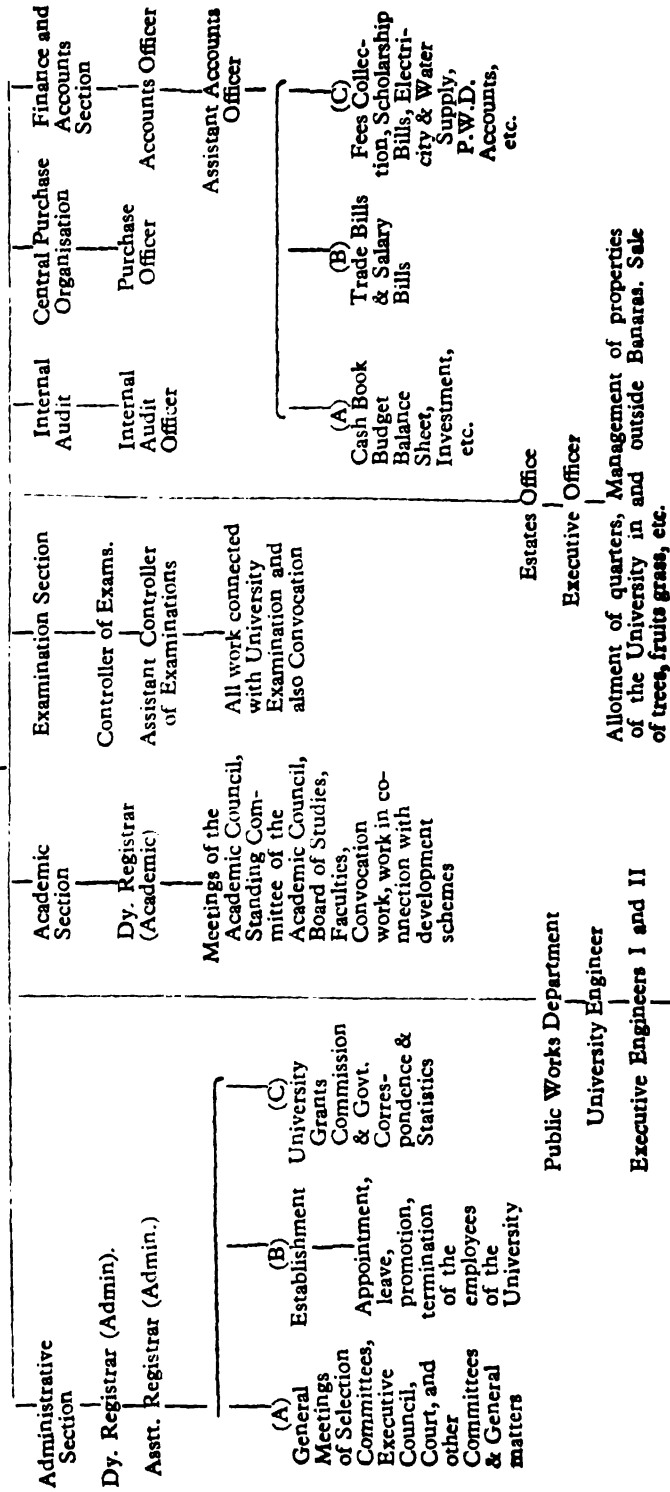 Administrative
Section
Dy. Registrar (Admin).
Asstt. Registrar (Admin.)
(A)
General
Meetings
of Selection
Committees,
Executive
Council,
Court, and
other
Committees
& General
matters
(B)
Establishment
Appointment,
leave,
promotion,
termination
of the
employees
of the
University
(C)
University
Grants
Commission
& Govt.
Corres-
pondence &
Statistics
Public Works Department
University Engineer
Executive Engineers I and II
Academic
Section
Dy. Registrar
(Academic)
Meetings of the
Academic Council,
Standing Com-
mittee of the
Academic Council,
Board of Studies,
Faculties,
Convocation
work, work in co-
nnection with
development
schemes
Examination Section
Controller of Exams.
Assistant Controller
of Examinations
All work connected
with University
Examination and
also Convocation
Estates Office
Executive Officer
Allotment of quarters, Management of properties
of the University in and outside Banaras. Sale
of trees, fruits grass, etc.
Internal
Audit
Internal
Audit
Officer
Central Purchase
Organisation
Purchase
Officer
Finance and
Accounts
Section
Accounts Officer
Assistant Accounts
Officer
(A)
Cash Book
Budget
Balance
Sheet,
Investment,
etc.
(B)
Trade Bills
& Salary
Bills
(C)
Fees Collec-
tion, Scholarship
Bills, Electri-
city & Water
Supply,
P.W.D.
Accounts,
etc.